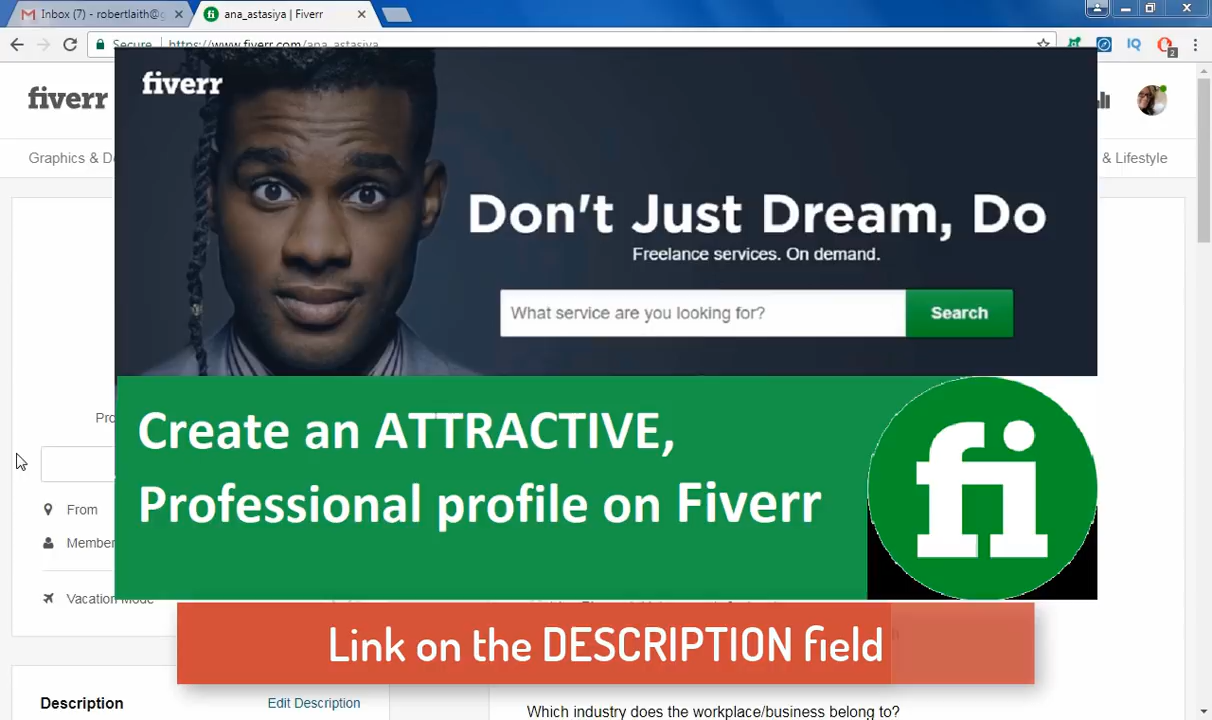 Inbox (7) - robertlaith@g
ana_astasiya | Fiverr
Secure
https://www.fiverr.com/ana_astasiya
2
fiverr
fiverr
Graphics & D
& Lifestyle
Don't Just Dream, Do
Freelance services. On demand.
What service are you looking for?
Search
Create an ATTRACTIVE,
Professional profile on Fiverr
fi
From
Member
Vacation Mode
Link on the DESCRIPTION field
Description
Edit Description
Which industry does the workplace/business belong to?